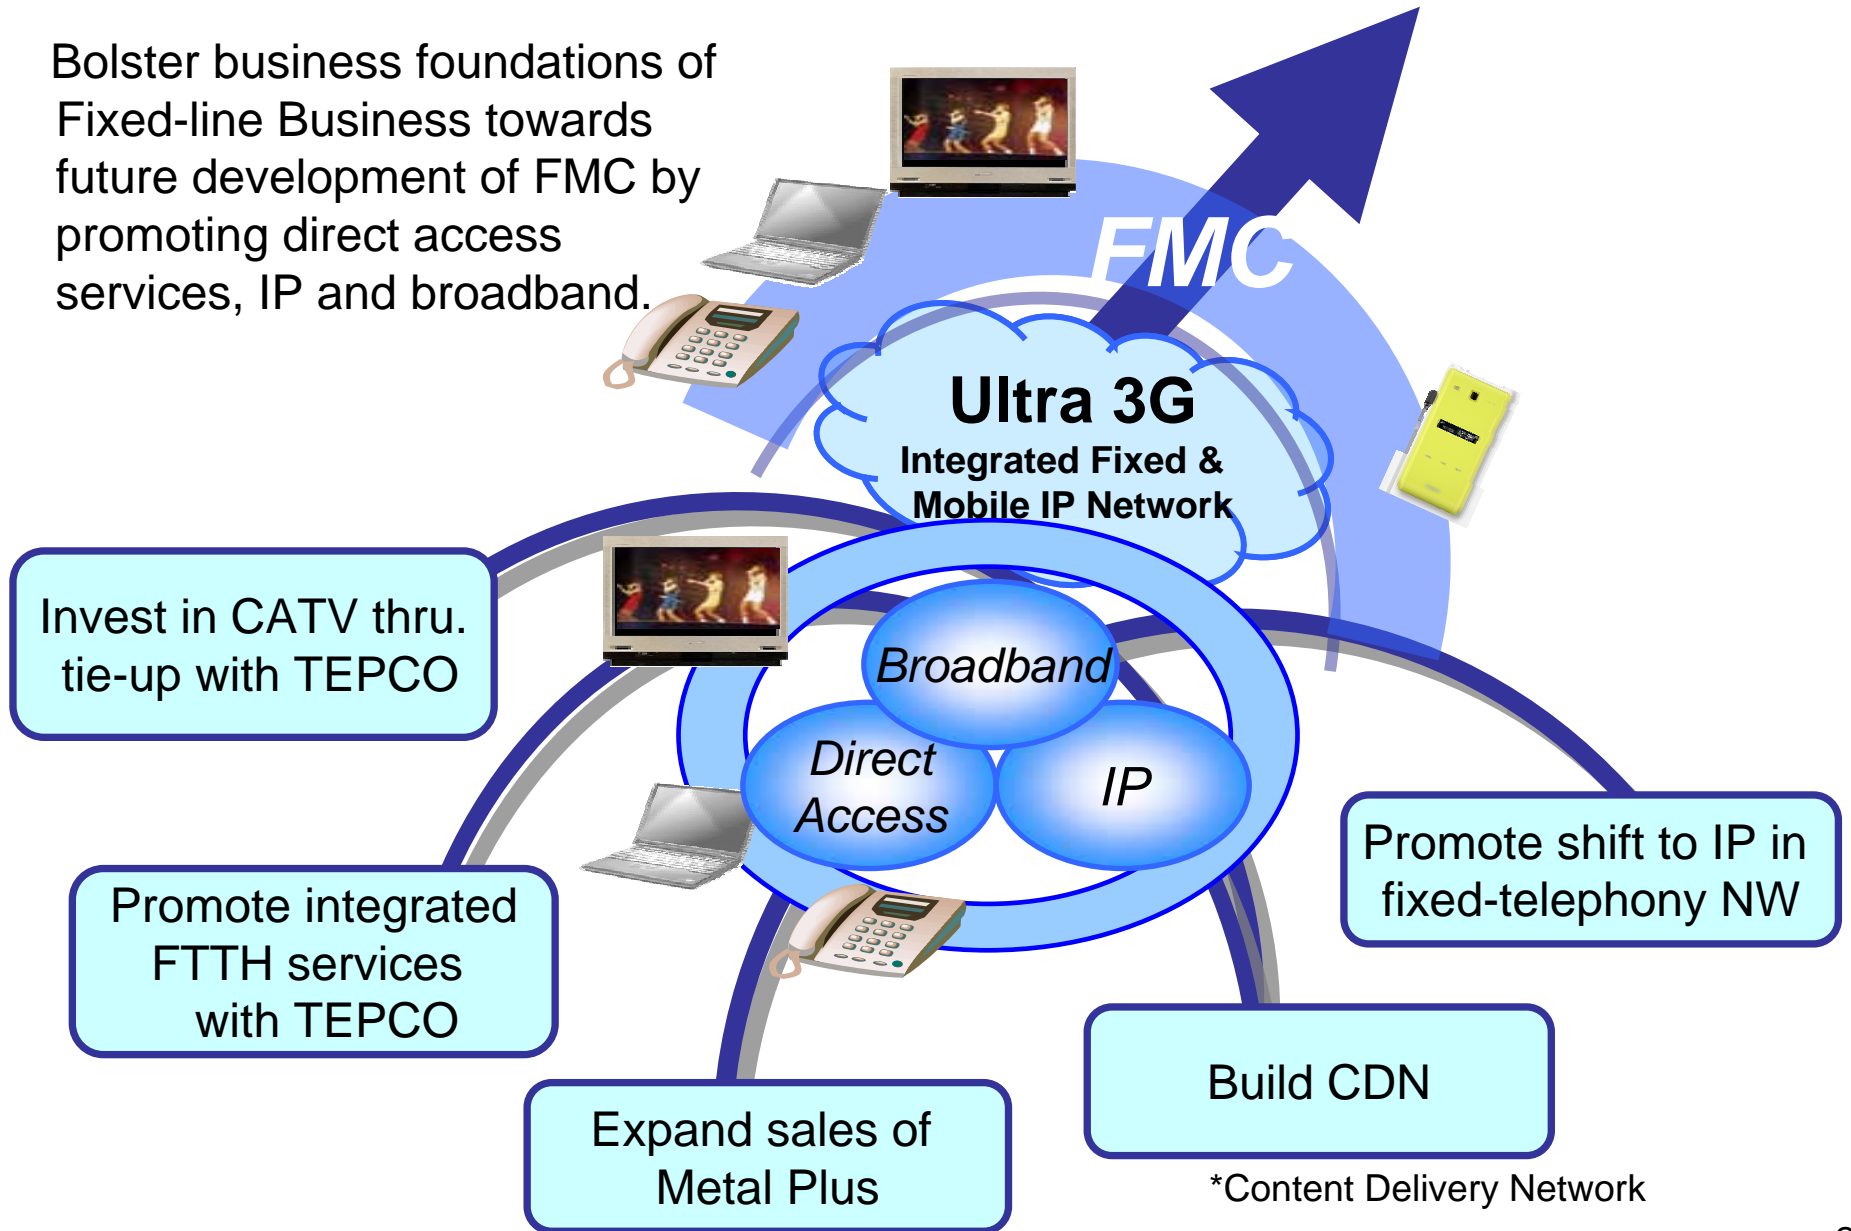 Bolster business foundations of
Fixed-line Business towards
future development of FMC by
promoting direct access
services, IP and broadband.
FMC
Ultra 3G
Integrated Fixed &
Mobile IP Network
Invest in CATV thru.
tie-up with TEPCO
Broadband
Direct
Access
IP
Promote shift to IP in
fixed-telephony NW
Promote integrated
FTTH services
with TEPCO
Build CDN
Expand sales of
Metal Plus
*Content Delivery Network